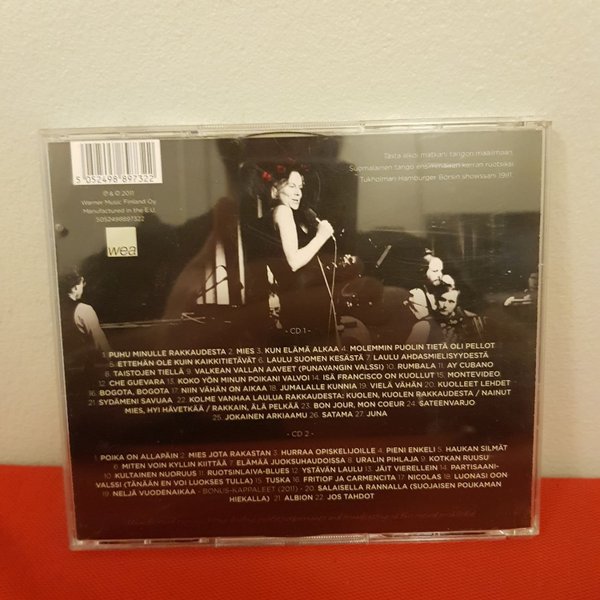 5 052498 897322
℗ & © 2011
Warner Music Finland Oy.
Manufactured in the E.U.
5052498897322
wea
Tästä alkoi matkani tangon maailmaan.
Suomalainen tango ensimmäisen kerran ruotsiksi
Tukholman Hamburger Börsin showssani 1981.
- CD 1 -
1. PUHU MINULLE RAKKAUDESTA 2. MIES 3. KUN ELÄMÄ ALKAA 4. MOLEMMIN PUOLIN TIETÄ OLI PELLOT
5. ETTEHÄN OLE KUIN KAIKKITIETÄVÄT 6. LAULU SUOMEN KESÄSTÄ 7. LAULU AHDASMIELISYYDESTÄ
8. TAISTOJEN TIELLÄ 9. VALKEAN VALLAN AAVEET (PUNAVANGIN VALSSI) 10. RUMBALA 11. AY CUBANO
12. CHE GUEVARA 13. KOKO YÖN MINUN POIKANI VALVOI 14. ISÄ FRANCISCO ON KUOLLUT 15. MONTEVIDEO
16. BOGOTA, BOGOTA 17. NIIN VÄHÄN ON AIKAA 18. JUMALALLE KUNNIA 19. VIELÄ VÄHÄN 20. KUOLLEET LEHDET
21. SYDÄMENI SAVUAA 22. KOLME VANHAA LAULUA RAKKAUDESTA: KUOLEN, KUOLEN RAKKAUDESTA / NAINUT
MIES, HYI HÄVETKÄÄ / RAKKAIN, ÄLÄ PELKÄÄ 23. BON JOUR, MON COEUR 24. SATEENVARJO
25. JOKAINEN ARKIAAMU 26. SATAMA 27. JUNA
- CD 2 -
1. POIKA ON ALLAPÄIN 2. MIES JOTA RAKASTAN 3. HURRAA OPISKELIJOILLE 4. PIENI ENKELI 5. HAUKAN SILMÄT
6. MITEN VOIN KYLLIN KIITTÄÄ 7. ELÄMÄÄ JUOKSUHAUDOISSA 8. URALIN PIHLAJA 9. KOTKAN RUUSU
10. KULTAINEN NUORUUS 11. RUOTSINLAIVA-BLUES 12. YSTÄVÄN LAULU 13. JÄIT VIERELLEIN 14. PARTISAANI-
VALSSI (TÄNÄÄN EN VOI LUOKSES TULLA) 15. TUSKA 16. FRITIOF JA CARMENCITA 17. NICOLAS 18. LUONASI OON
19. NELJÄ VUODENAIKAA - BONUS-KAPPALEET (2011) - 20. SALAISELLA RANNALLA (SUOJAISEN POUKAMAN
HIEKALLA) 21. ALBION 22. JOS TAHDOT